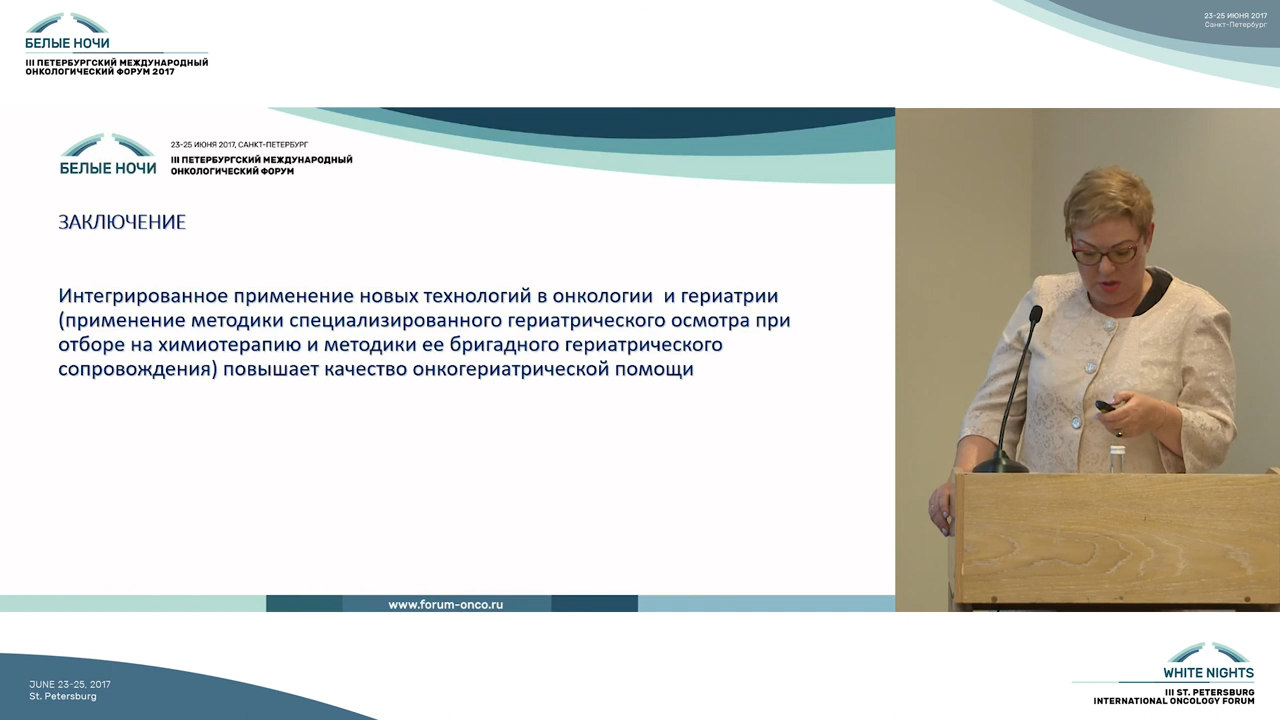 БЕЛЫЕ НОЧИ
III ПЕТЕРБУРГСКИЙ МЕЖДУНАРОДНЫЙ
ОНКОЛОГИЧЕСКИЙ ФОРУМ 2017
23-25 ИЮНЯ 2017
Санкт-Петербург
БЕЛЫЕ НОЧИ
23-25 ИЮНЯ 2017, САНКТ-ПЕТЕРБУРГ
III ПЕТЕРБУРГСКИЙ МЕЖДУНАРОДНЫЙ
ОНКОЛОГИЧЕСКИЙ ФОРУМ
ЗАКЛЮЧЕНИЕ
Интегрированное применение новых технологий в онкологии и гериатрии
(применение методики специализированного гериатрического осмотра при
отборе на химиотерапию и методики ее бригадного гериатрического
сопровождения) повышает качество онкогериатрической помощи
www.forum-onco.ru
JUNE 23-25, 2017
St. Petersburg
WHITE NIGHTS
III ST. PETERSBURG
INTERNATIONAL ONCOLOGY FORUM